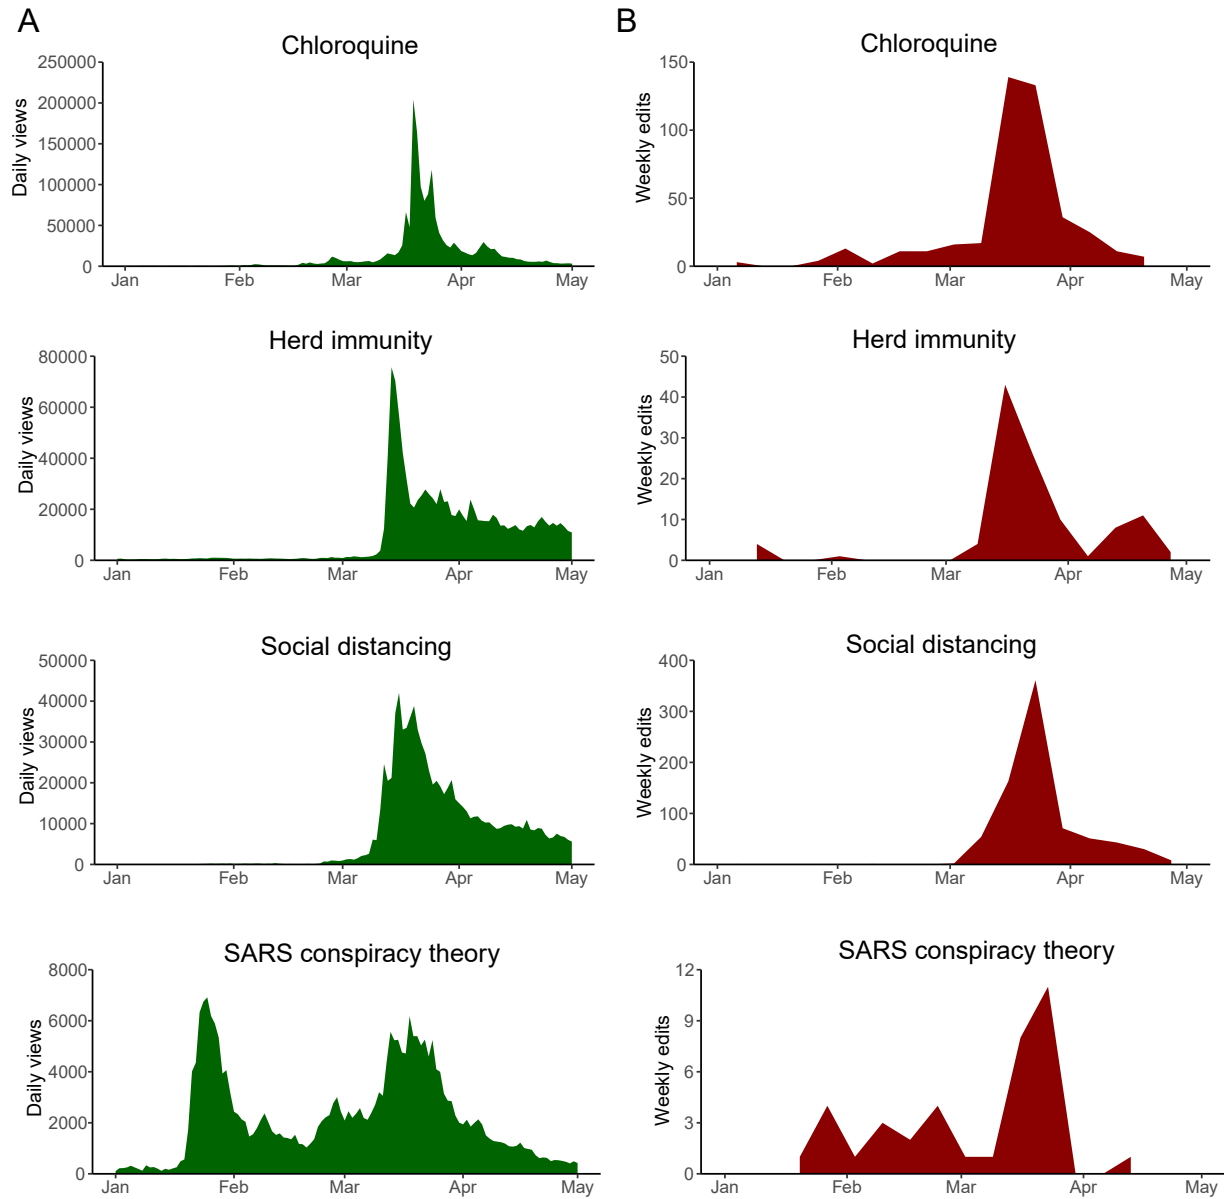 A
B
Chloroquine
Daily views
250000
200000
150000
100000
50000
0
Jan Feb Mar Apr May
Chloroquine
Weekly edits
150
100
50
0
Jan Feb Mar Apr May
Herd immunity
Daily views
80000
60000
40000
20000
0
Jan Feb Mar Apr May
Herd immunity
Weekly edits
50
40
30
20
10
0
Jan Feb Mar Apr May
Social distancing
Daily views
50000
40000
30000
20000
10000
0
Jan Feb Mar Apr May
Social distancing
Weekly edits
400
300
200
100
0
Jan Feb Mar Apr May
SARS conspiracy theory
Daily views
8000
6000
4000
2000
0
Jan Feb Mar Apr May
SARS conspiracy theory
Weekly edits
12
9
6
3
0
Jan Feb Mar Apr May